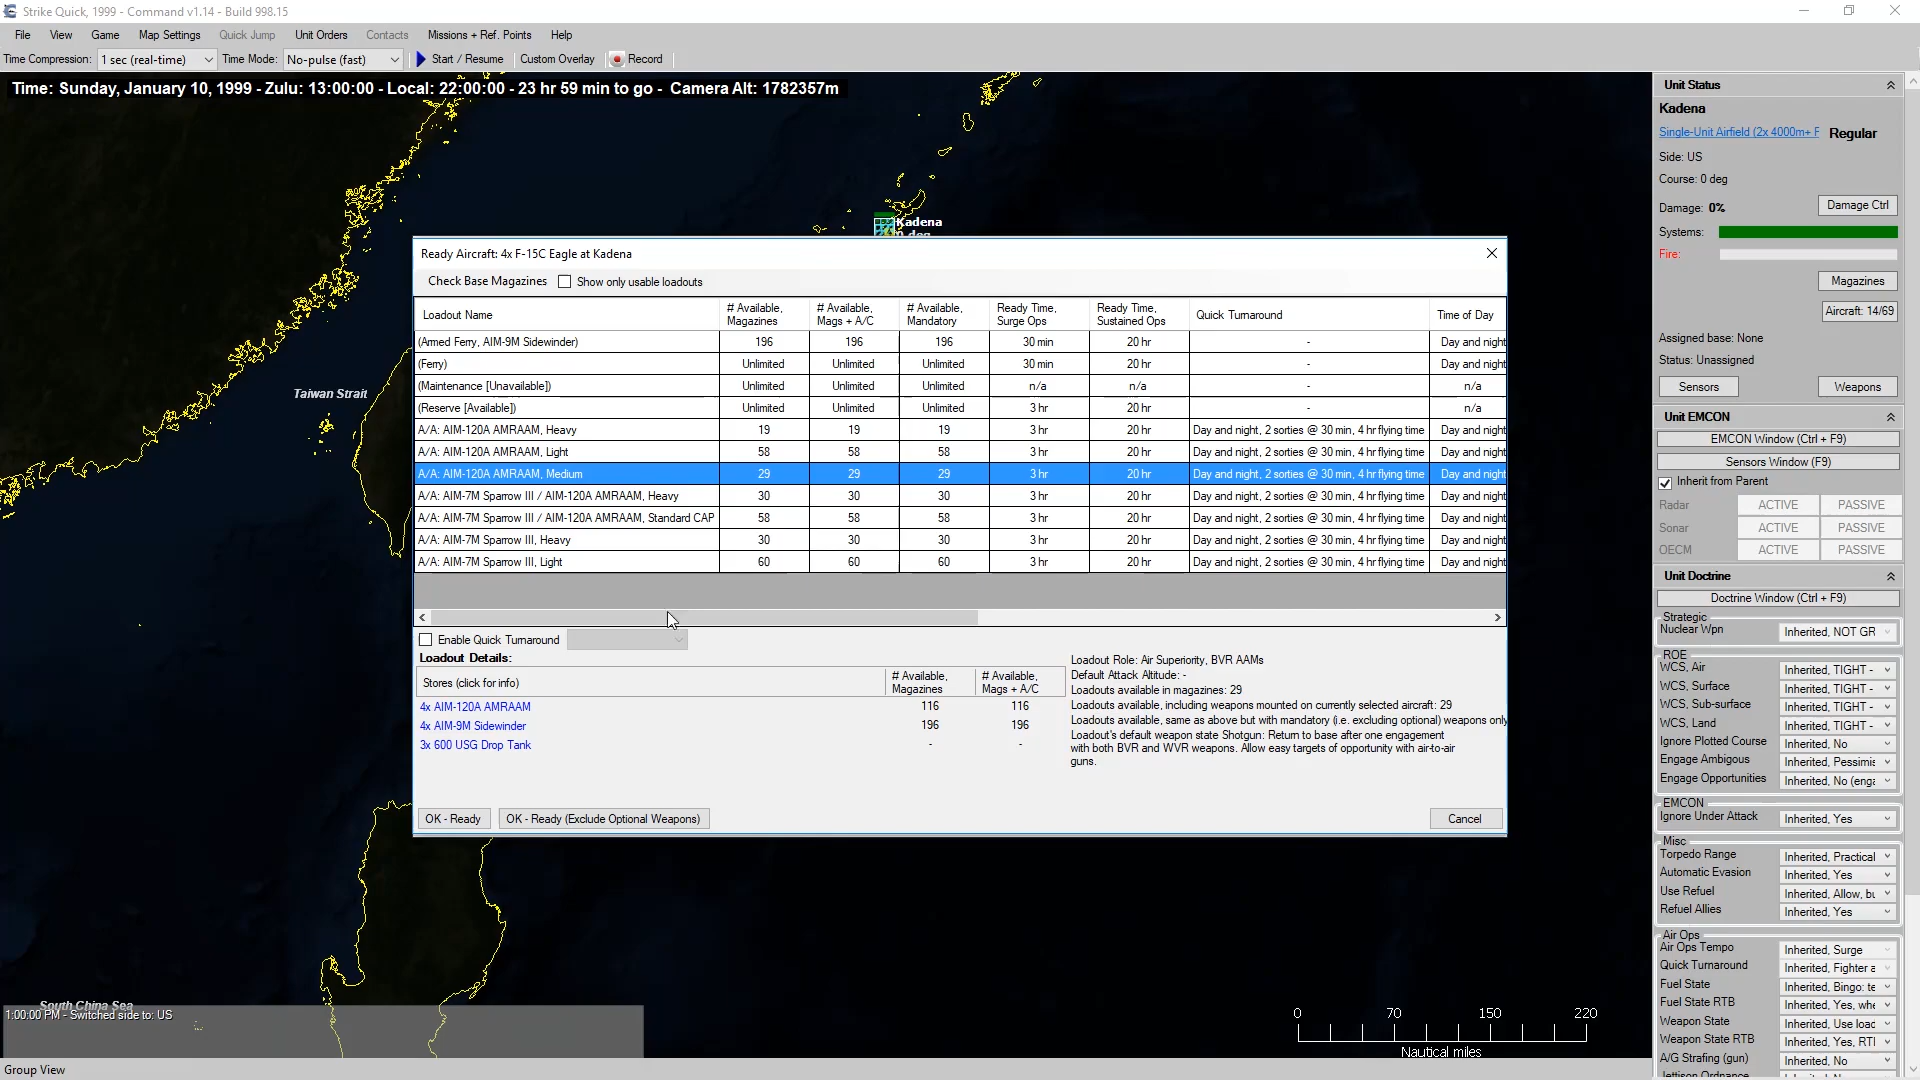 Strike Quick, 1999 - Command v1.14 - Build 998.15
File View Game Map Settings Quick Jump Unit Orders Contacts Missions + Ref. Points Help
Time Compression: 1 sec (real-time) Time Mode: No-pulse (fast) Start / Resume Custom Overlay Record
Time: Sunday, January 10, 1999 - Zulu: 13:00:00 - Local: 22:00:00 - 23 hr 59 min to go - Camera Alt: 1782357m
Kadena
0 deg
Taiwan Strait
South China Sea
1:00:00 PM - Switched side to: US
0 70 150 220
Nautical miles
Group View
Ready Aircraft: 4x F-15C Eagle at Kadena
Check Base Magazines Show only usable loadouts
Loadout Name # Available, Magazines # Available, Mags + A/C # Available, Mandatory Ready Time, Surge Ops Ready Time, Sustained Ops Quick Turnaround Time of Day
(Armed Ferry, AIM-9M Sidewinder) 196 196 196 30 min 20 hr - Day and night
(Ferry) Unlimited Unlimited Unlimited 30 min 20 hr - Day and night
(Maintenance [Unavailable]) Unlimited Unlimited Unlimited n/a n/a - n/a
(Reserve [Available]) Unlimited Unlimited Unlimited 3 hr 20 hr - n/a
A/A: AIM-120A AMRAAM, Heavy 19 19 19 3 hr 20 hr Day and night, 2 sorties @ 30 min, 4 hr flying time Day and night
A/A: AIM-120A AMRAAM, Light 58 58 58 3 hr 20 hr Day and night, 2 sorties @ 30 min, 4 hr flying time Day and night
A/A: AIM-120A AMRAAM, Medium 29 29 29 3 hr 20 hr Day and night, 2 sorties @ 30 min, 4 hr flying time Day and night
A/A: AIM-7M Sparrow III / AIM-120A AMRAAM, Heavy 30 30 30 3 hr 20 hr Day and night, 2 sorties @ 30 min, 4 hr flying time Day and night
A/A: AIM-7M Sparrow III / AIM-120A AMRAAM, Standard CAP 58 58 58 3 hr 20 hr Day and night, 2 sorties @ 30 min, 4 hr flying time Day and night
A/A: AIM-7M Sparrow III, Heavy 30 30 30 3 hr 20 hr Day and night, 2 sorties @ 30 min, 4 hr flying time Day and night
A/A: AIM-7M Sparrow III, Light 60 60 60 3 hr 20 hr Day and night, 2 sorties @ 30 min, 4 hr flying time Day and night
Enable Quick Turnaround
Loadout Details:
Stores (click for info) # Available, Magazines # Available, Mags + A/C
4x AIM-120A AMRAAM 116 116
4x AIM-9M Sidewinder 196 196
3x 600 USG Drop Tank - -
Loadout Role: Air Superiority, BVR AAMs
Default Attack Altitude: -
Loadouts available in magazines: 29
Loadouts available, including weapons mounted on currently selected aircraft: 29
Loadouts available, same as above but with mandatory (i.e. excluding optional) weapons only
Loadout's default weapon state Shotgun: Return to base after one engagement
with both BVR and WVR weapons. Allow easy targets of opportunity with air-to-air
guns.
OK - Ready OK - Ready (Exclude Optional Weapons) Cancel
Unit Status
Kadena
Single-Unit Airfield (2x 4000m+ F Regular
Side: US
Course: 0 deg
Damage: 0% Damage Ctrl
Systems:
Fire:
Magazines
Aircraft: 14/69
Assigned base: None
Status: Unassigned
Sensors Weapons
Unit EMCON
EMCON Window (Ctrl + F9)
Sensors Window (F9)
Inherit from Parent
Radar ACTIVE PASSIVE
Sonar ACTIVE PASSIVE
OECM ACTIVE PASSIVE
Unit Doctrine
Doctrine Window (Ctrl + F9)
Strategic
Nuclear Wpn Inherited, NOT GR
ROE
WCS, Air Inherited, TIGHT -
WCS, Surface Inherited, TIGHT -
WCS, Sub-surface Inherited, TIGHT -
WCS, Land Inherited, TIGHT -
Ignore Plotted Course Inherited, No
Engage Ambigous Inherited, Pessimis
Engage Opportunities Inherited, No (enga
EMCON
Ignore Under Attack Inherited, Yes
Misc
Torpedo Range Inherited, Practical
Automatic Evasion Inherited, Yes
Use Refuel Inherited, Allow, bu
Refuel Allies Inherited, Yes
Air Ops
Air Ops Tempo Inherited, Surge
Quick Turnaround Inherited, Fighter a
Fuel State Inherited, Bingo: te
Fuel State RTB Inherited, Yes, whe
Weapon State Inherited, Use load
Weapon State RTB Inherited, Yes, RTI
A/G Strafing (gun) Inherited, No
Jettison Ordnance